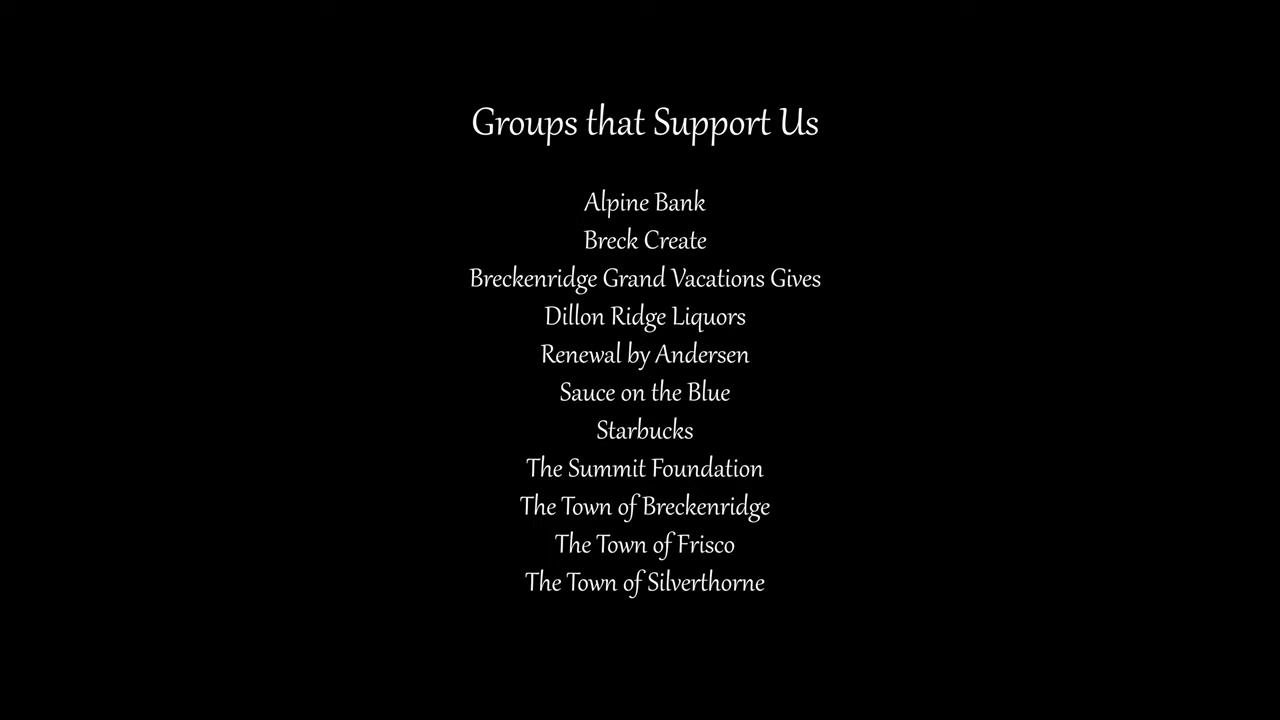 Groups that Support Us
Alpine Bank
Breck Create
Breckenridge Grand Vacations Gives
Dillon Ridge Liquors
Renewal by Andersen
Sauce on the Blue
Starbucks
The Summit Foundation
The Town of Breckenridge
The Town of Frisco
The Town of Silverthorne